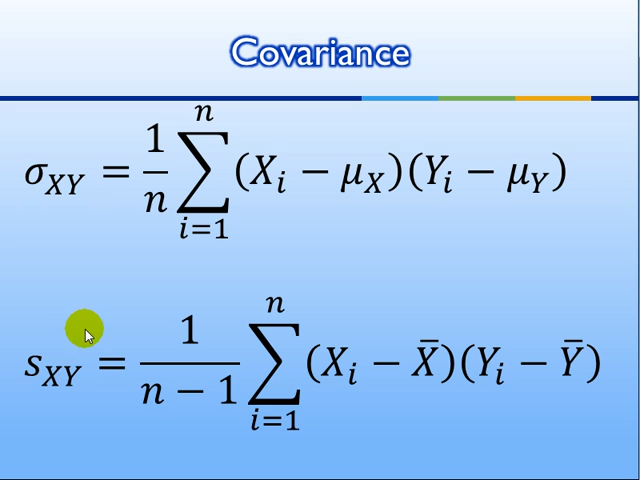 Covariance
σ_XY = 1/n ∑_{i=1}^{n} (X_i − μ_X)(Y_i − μ_Y)
s_XY = 1/(n − 1) ∑_{i=1}^{n} (X_i − X̄)(Y_i − Ȳ)